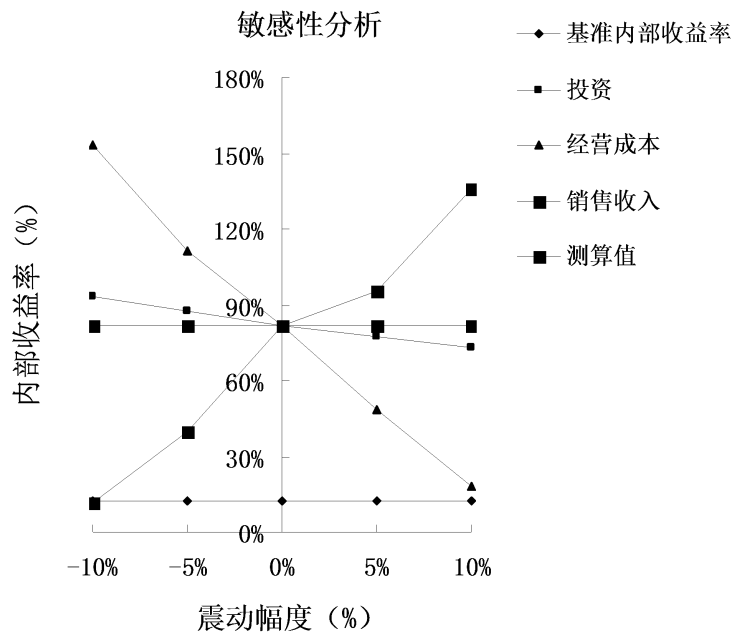 敏感性分析
基准内部收益率
投资
经营成本
销售收入
测算值
180%
150%
120%
90%
60%
30%
0%
内部收益率（%）
-10% -5% 0% 5% 10%
震动幅度（%）